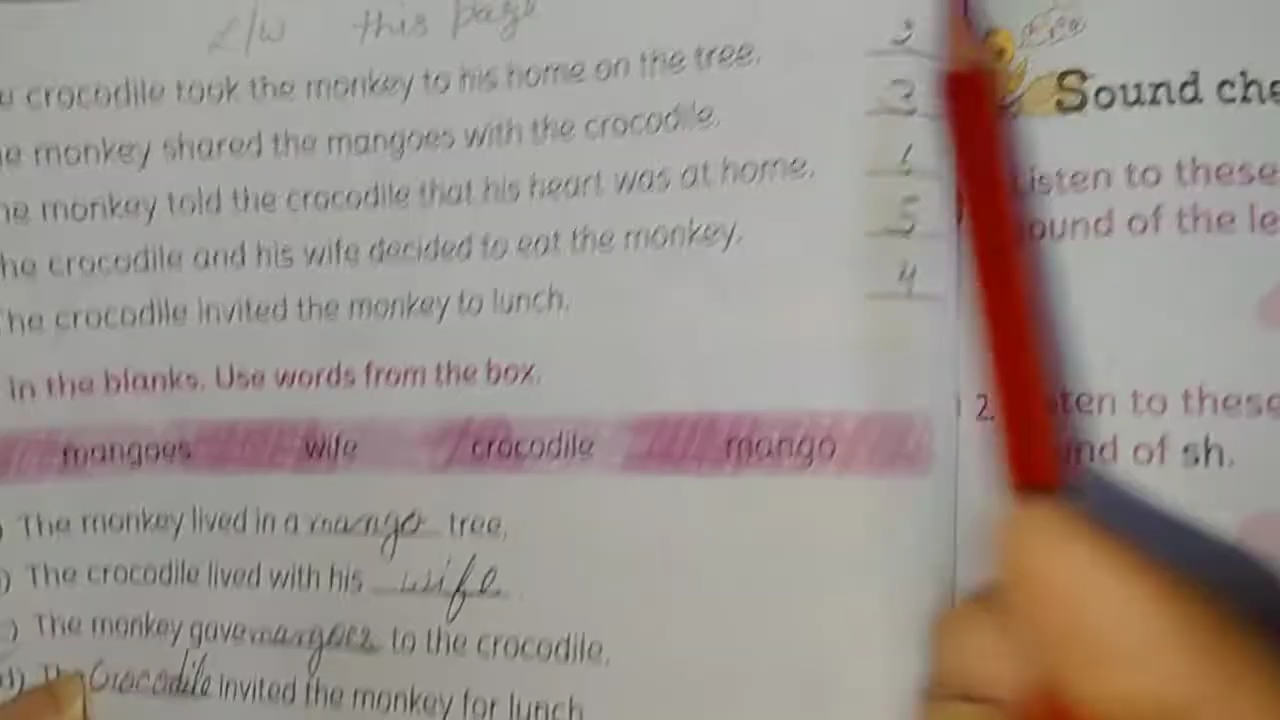 this page
crocodile took the monkey to his home on the tree.
3
monkey shared the mangoes with the crocodile.
monkey told the crocodile that his heart was at home.
5
he crocodile and his wife decided to eat the monkey.
4
he crocodile invited the monkey to lunch.
in the blanks. Use words from the box.
mangoes wife crocodile mango
The monkey lived in a mango tree.
The crocodile lived with his wife
The monkey gave mangoes to the crocodile.
d) The Crocodile invited the monkey for lunch
Sound che
Listen to these
ound of the le
2. ten to these
nd of sh.